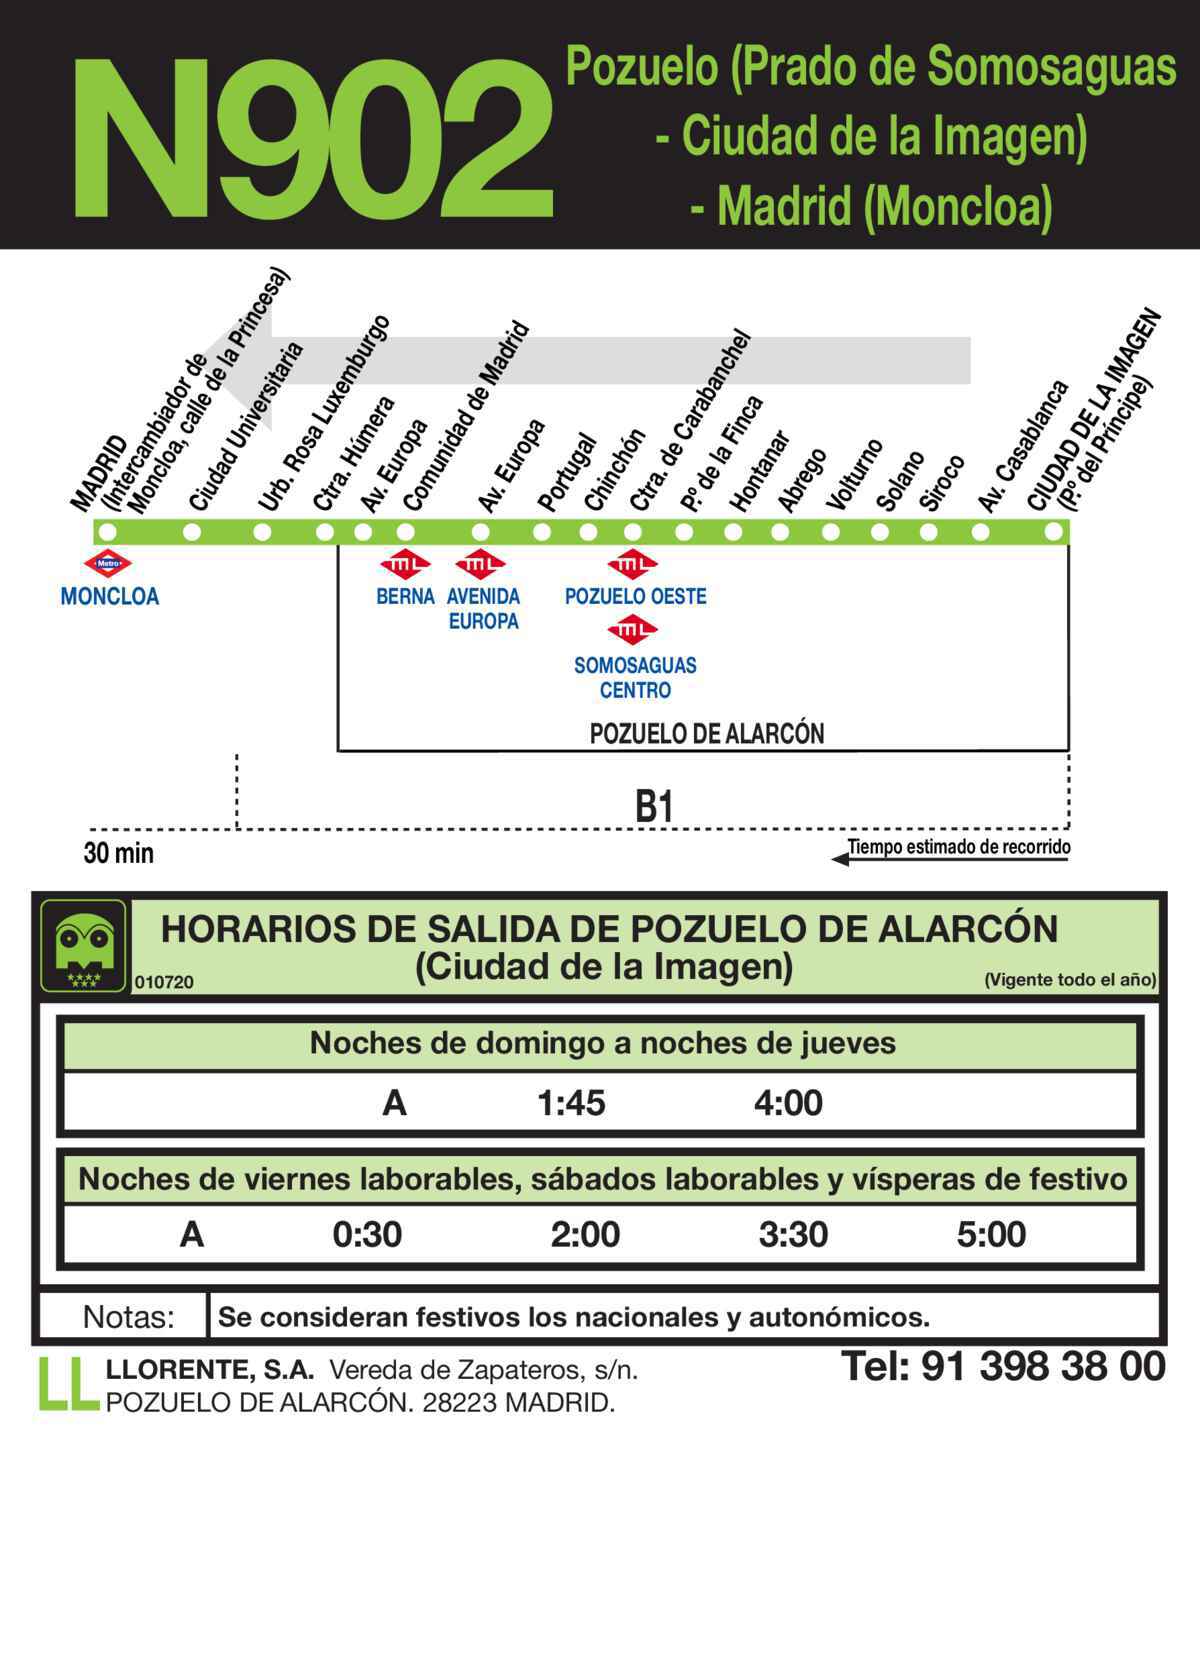 N902
Pozuelo (Prado de Somosaguas
- Ciudad de la Imagen)
- Madrid (Moncloa)
MADRID
(Intercambiador de
Moncloa, calle de la Princesa)
Ciudad Universitaria
Urb. Rosa Luxemburgo
Ctra. Húmera
Av. Europa
Comunidad de Madrid
Av. Europa
Portugal
Chinchón
Ctra. de Carabanchel
P.º de la Finca
Hontanar
Abrego
Volturno
Solano
Siroco
Av. Casablanca
CIUDAD DE LA IMAGEN
(P.º del Príncipe)
Metro
MONCLOA
ML
BERNA
ML
AVENIDA
EUROPA
ML
POZUELO OESTE
ML
SOMOSAGUAS
CENTRO
POZUELO DE ALARCÓN
B1
30 min
Tiempo estimado de recorrido
HORARIOS DE SALIDA DE POZUELO DE ALARCÓN
(Ciudad de la Imagen)
010720
(Vigente todo el año)
Noches de domingo a noches de jueves
A 1:45 4:00
Noches de viernes laborables, sábados laborables y vísperas de festivo
A 0:30 2:00 3:30 5:00
Notas: Se consideran festivos los nacionales y autonómicos.
LL
LLORENTE, S.A. Vereda de Zapateros, s/n.
POZUELO DE ALARCÓN. 28223 MADRID.
Tel: 91 398 38 00